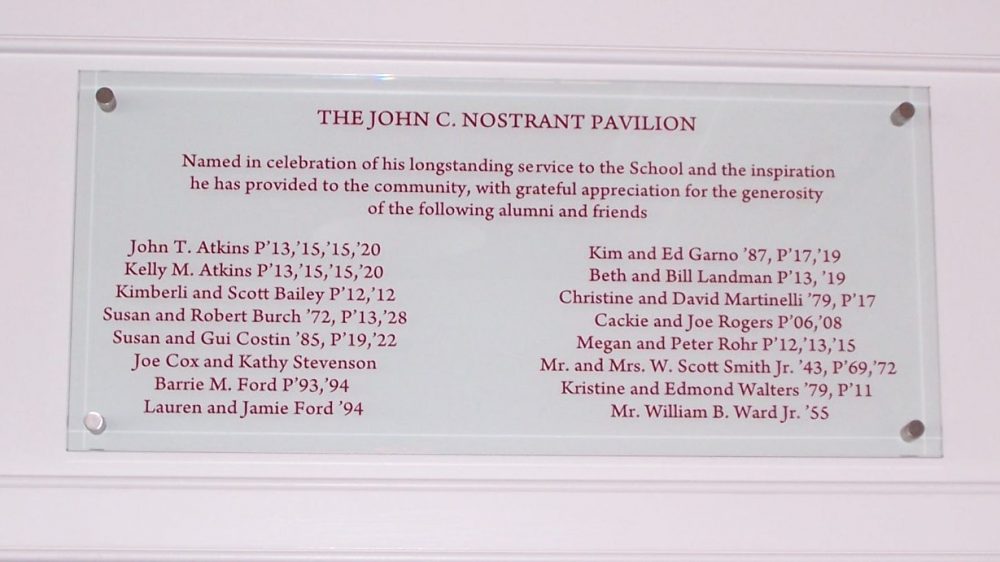 THE JOHN C. NOSTRANT PAVILION
Named in celebration of his longstanding service to the School and the inspiration
he has provided to the community, with grateful appreciation for the generosity
of the following alumni and friends
John T. Atkins P'13,'15,'15,'20
Kelly M. Atkins P'13,'15,'15,'20
Kimberli and Scott Bailey P'12,'12
Susan and Robert Burch '72, P'13,'28
Susan and Gui Costin '85, P'19,'22
Joe Cox and Kathy Stevenson
Barrie M. Ford P'93,'94
Lauren and Jamie Ford '94
Kim and Ed Garno '87, P'17,'19
Beth and Bill Landman P'13, '19
Christine and David Martinelli '79, P'17
Cackie and Joe Rogers P'06,'08
Megan and Peter Rohr P'12,'13,'15
Mr. and Mrs. W. Scott Smith Jr. '43, P'69,'72
Kristine and Edmond Walters '79, P'11
Mr. William B. Ward Jr. '55